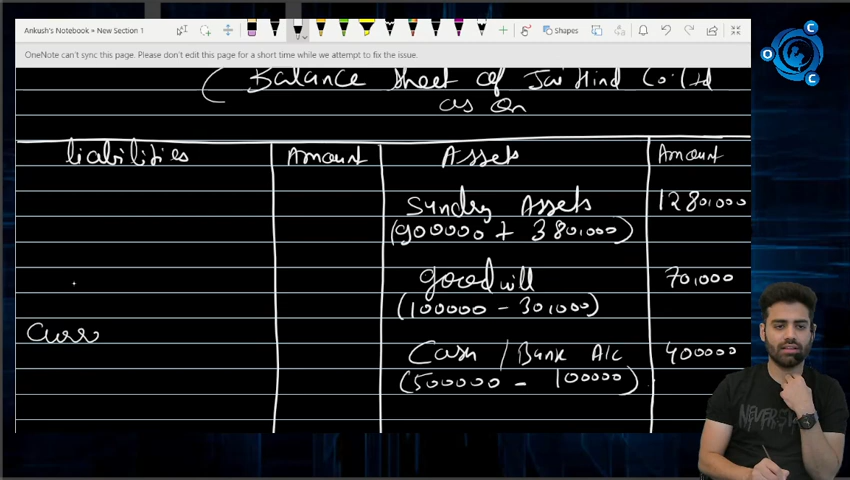 Ankush's Notebook » New Section 1
Shapes
OneNote can't sync this page. Please don't edit this page for a short time while we attempt to fix the issue.
( Balance Sheet of Jai Hind Co. Ltd
as on
Liabilities Amount Assets Amount
Sundry Assets 1280,000
(900000 + 380,000)
Goodwill 70,000
(100000 - 30,000)
Curr
Cash / Bank A/c 400000
(500000 - 100000)
O C C
NEVER